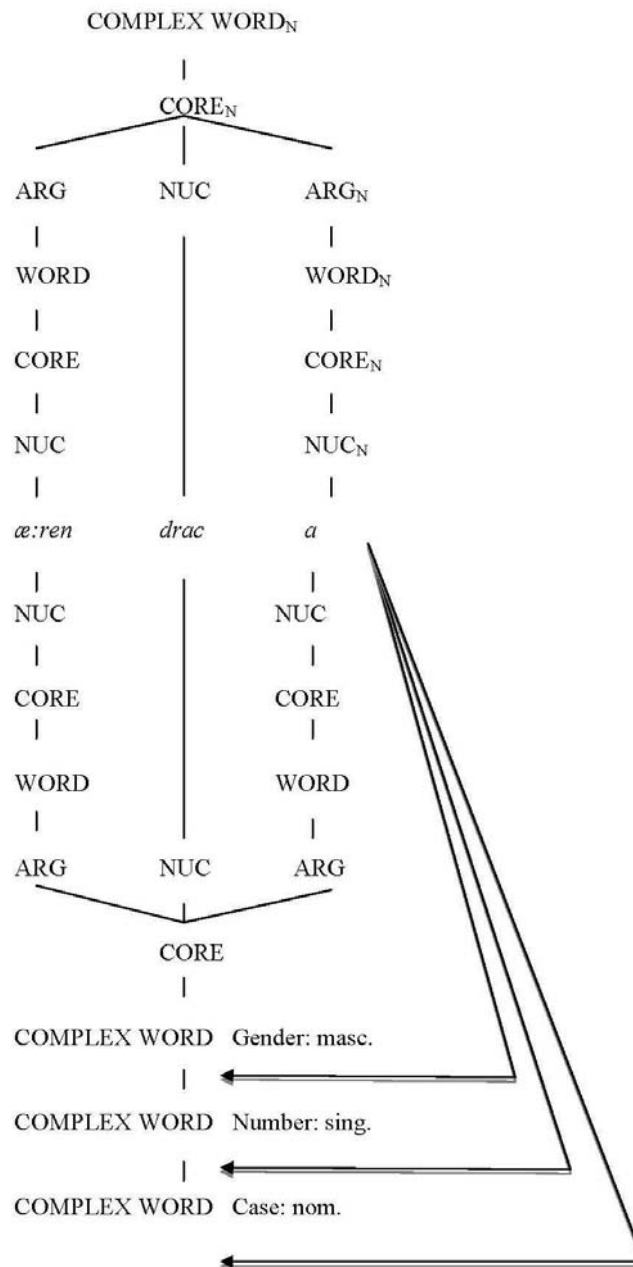 COMPLEX WORDN
COREN
ARG NUC ARGN
WORD WORDN
CORE COREN
NUC NUCN
æ:ren drac a
NUC NUC
CORE CORE
WORD WORD
ARG NUC ARG
CORE
COMPLEX WORD Gender: masc.
COMPLEX WORD Number: sing.
COMPLEX WORD Case: nom.